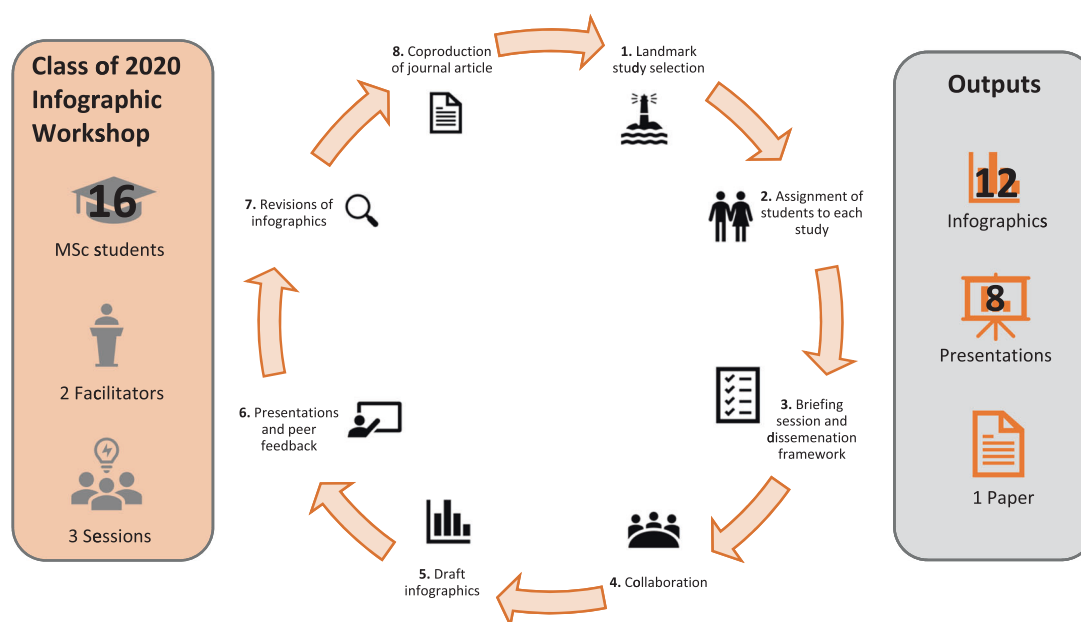 Class of 2020
Infographic
Workshop
16
MSc students
2 Facilitators
3 Sessions
1. Landmark
study selection
2. Assignment of
students to each
study
3. Briefing
session and
dissemenation
framework
4. Collaboration
5. Draft
infographics
6. Presentations
and peer
feedback
7. Revisions of
infographics
8. Coproduction
of journal article
Outputs
12
Infographics
8
Presentations
1 Paper